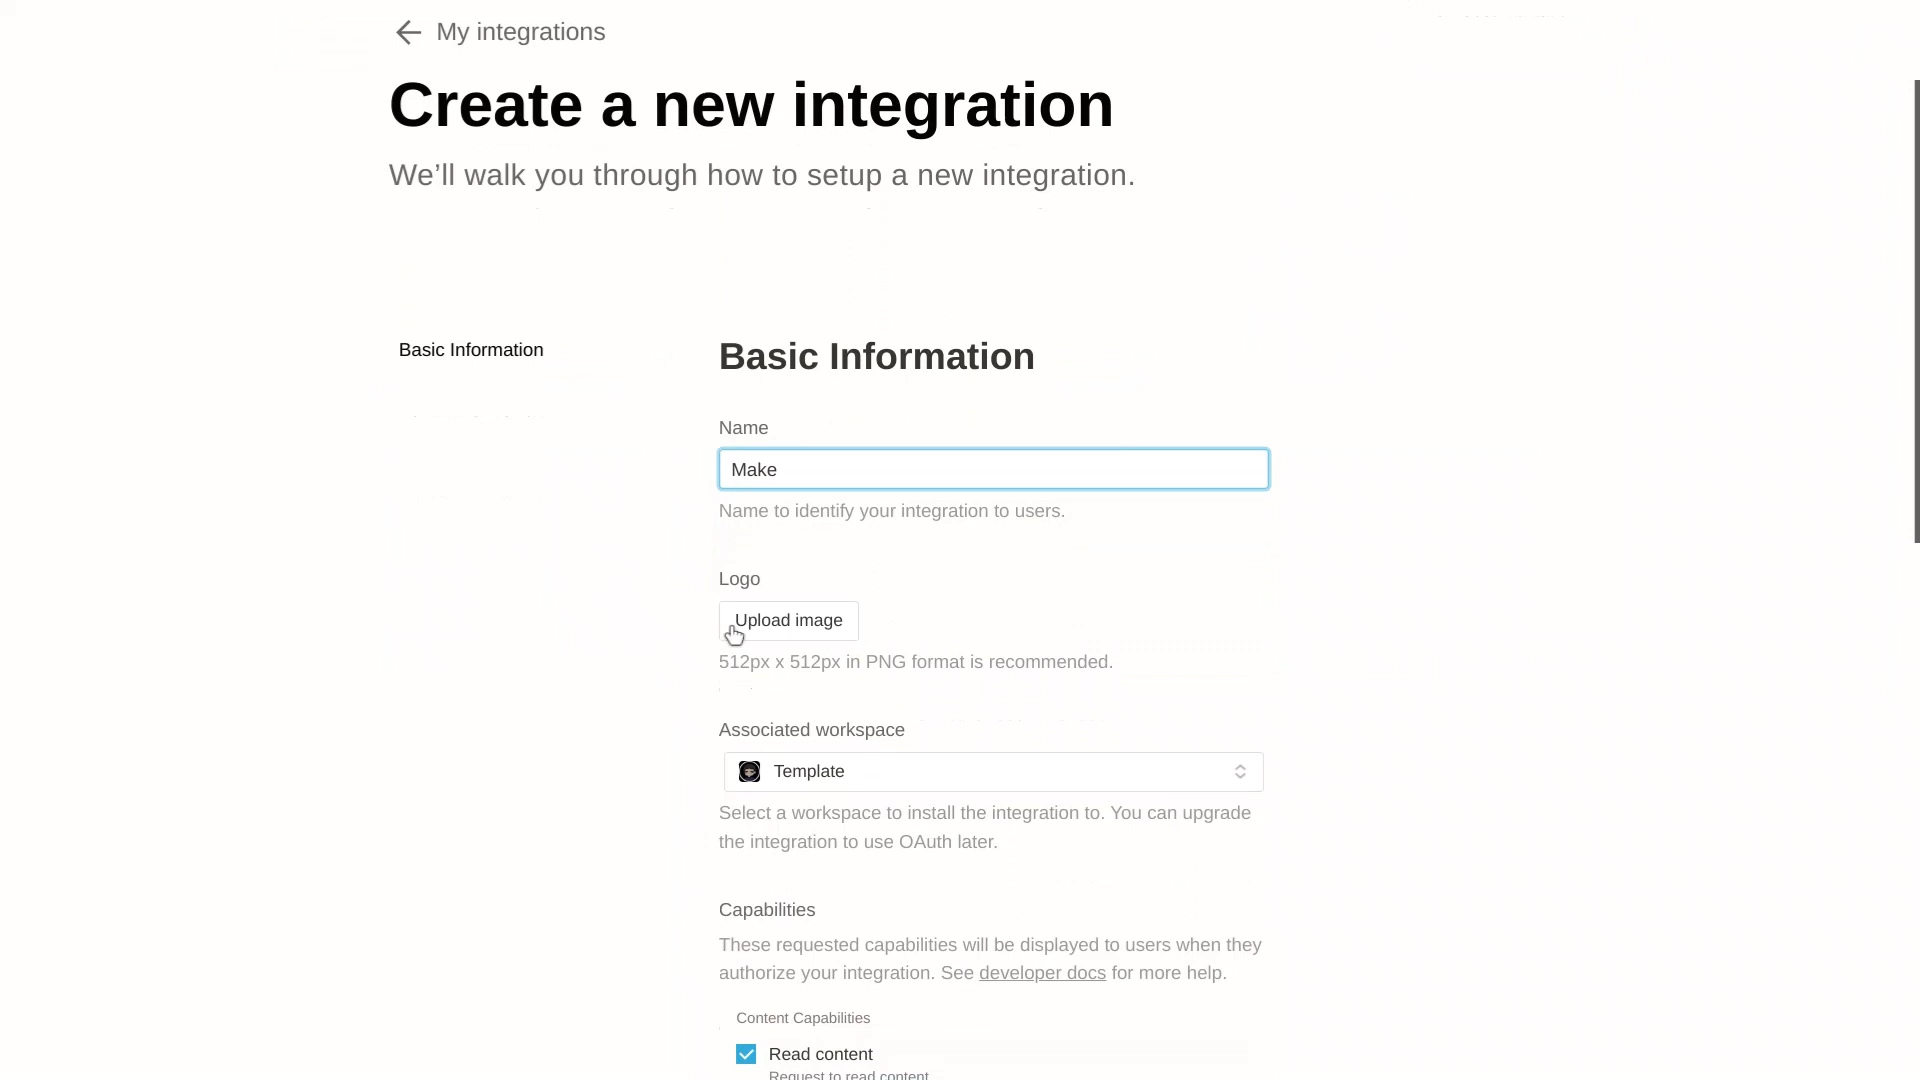 My integrations
Create a new integration
We’ll walk you through how to setup a new integration.
Basic Information
Basic Information
Name
Make
Name to identify your integration to users.
Logo
Upload image
512px x 512px in PNG format is recommended.
Associated workspace
Template
Select a workspace to install the integration to. You can upgrade
the integration to use OAuth later.
Capabilities
These requested capabilities will be displayed to users when they
authorize your integration. See developer docs for more help.
Content Capabilities
Read content
Request to read content